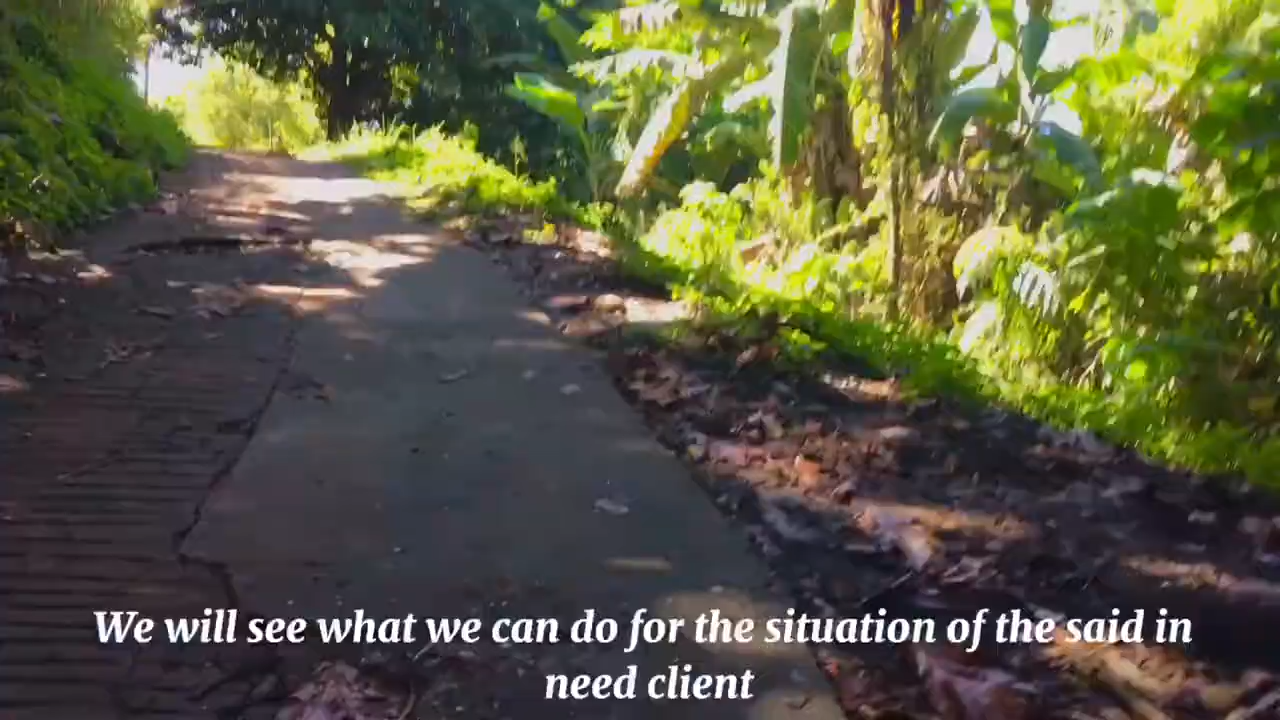 We will see what we can do for the situation of the said in
need client